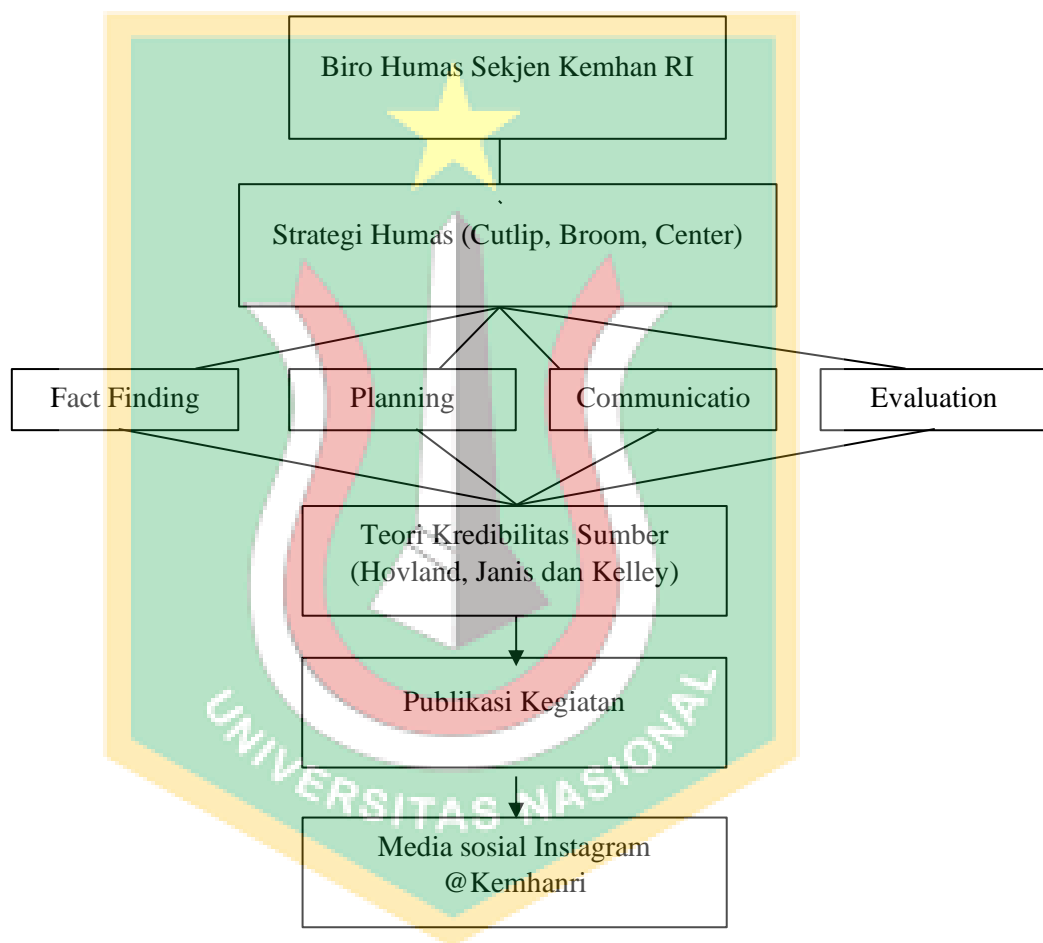 Biro Humas Sekjen Kemhan RI
Strategi Humas (Cutlip, Broom, Center)
Fact Finding
Planning
Communicatio
Evaluation
Teori Kredibilitas Sumber
(Hovland, Janis dan Kelley)
Publikasi Kegiatan
UNIVERSITAS NASIONAL
Media sosial Instagram
@Kemhanri